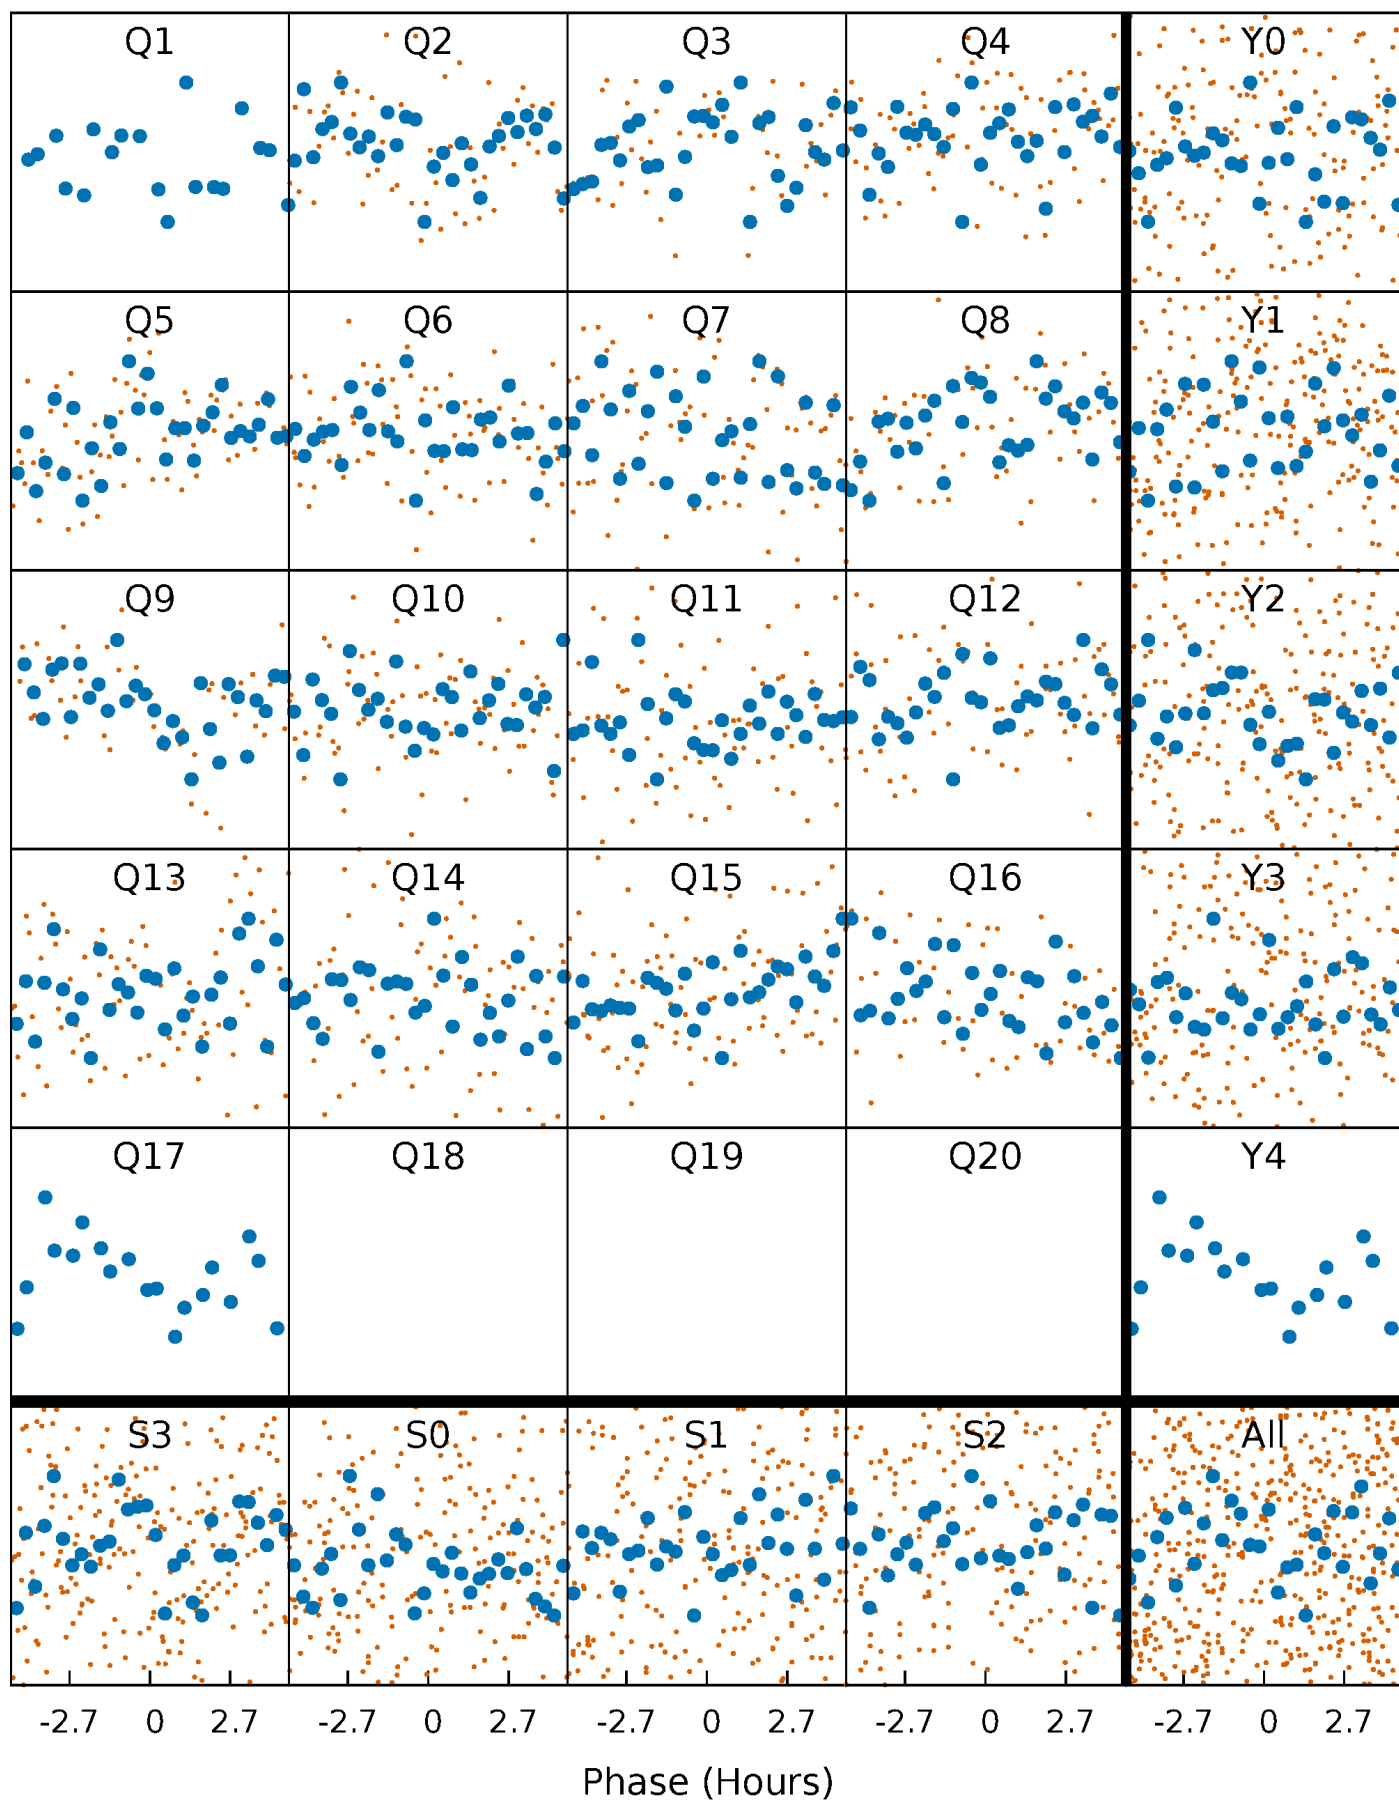 Q1 Q2 Q3 Q4 Y0
Q5 Q6 Q7 Q8 Y1
Q9 Q10 Q11 Q12 Y2
Q13 Q14 Q15 Q16 Y3
Q17 Q18 Q19 Q20 Y4
S3 S0 S1 S2 All
-2.7 0 2.7 -2.7 0 2.7 -2.7 0 2.7 -2.7 0 2.7 -2.7 0 2.7
Phase (Hours)